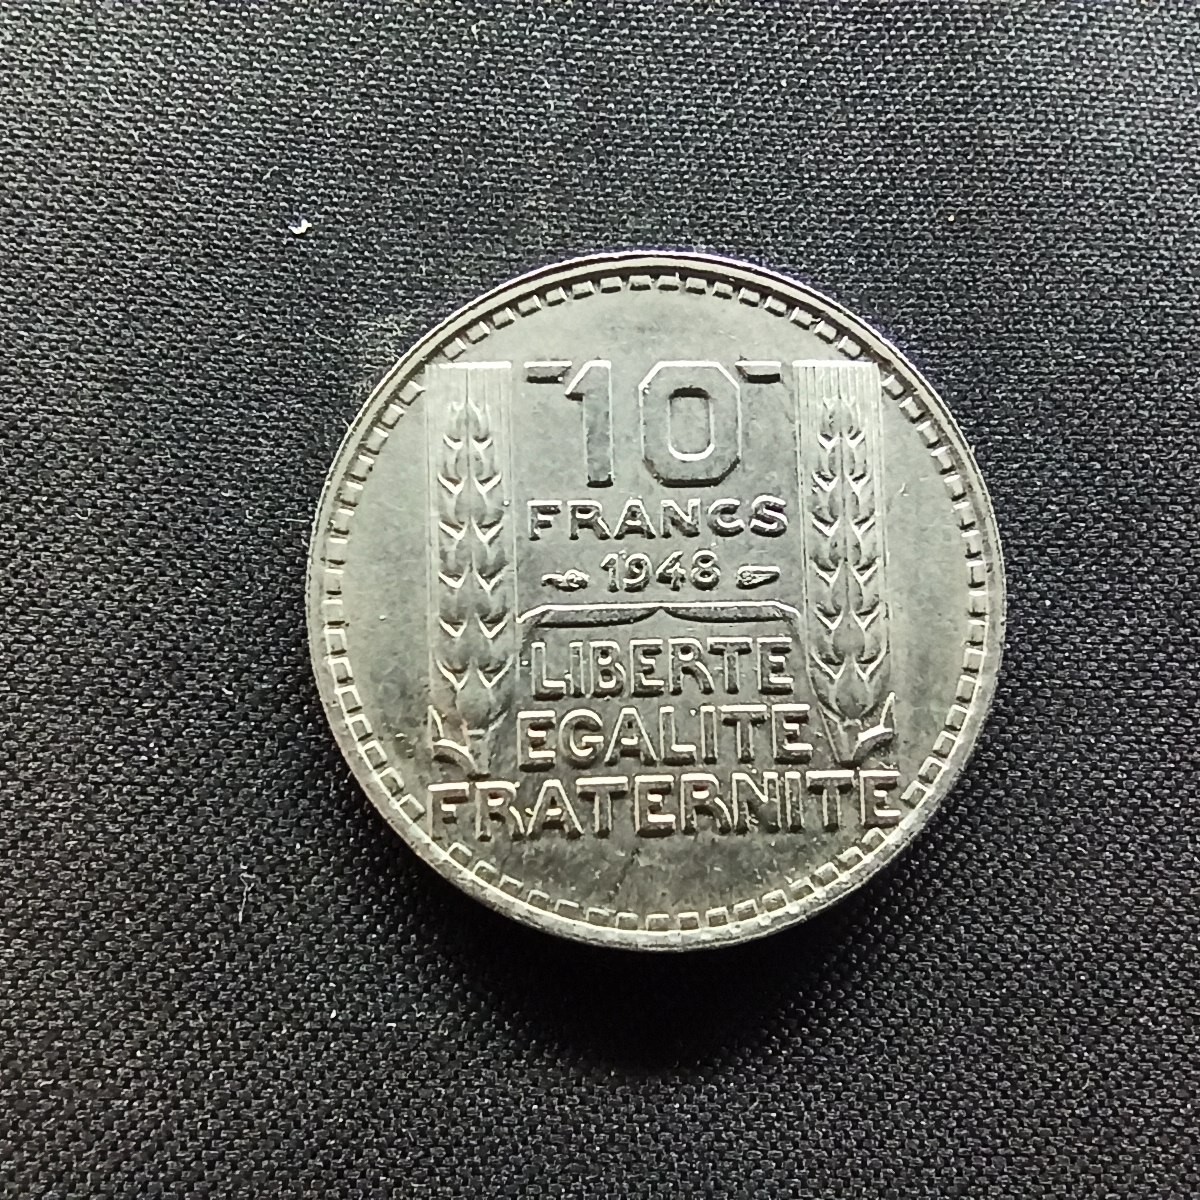 10
FRANCS
1948
LIBERTE
EGALITE
FRATERNITE